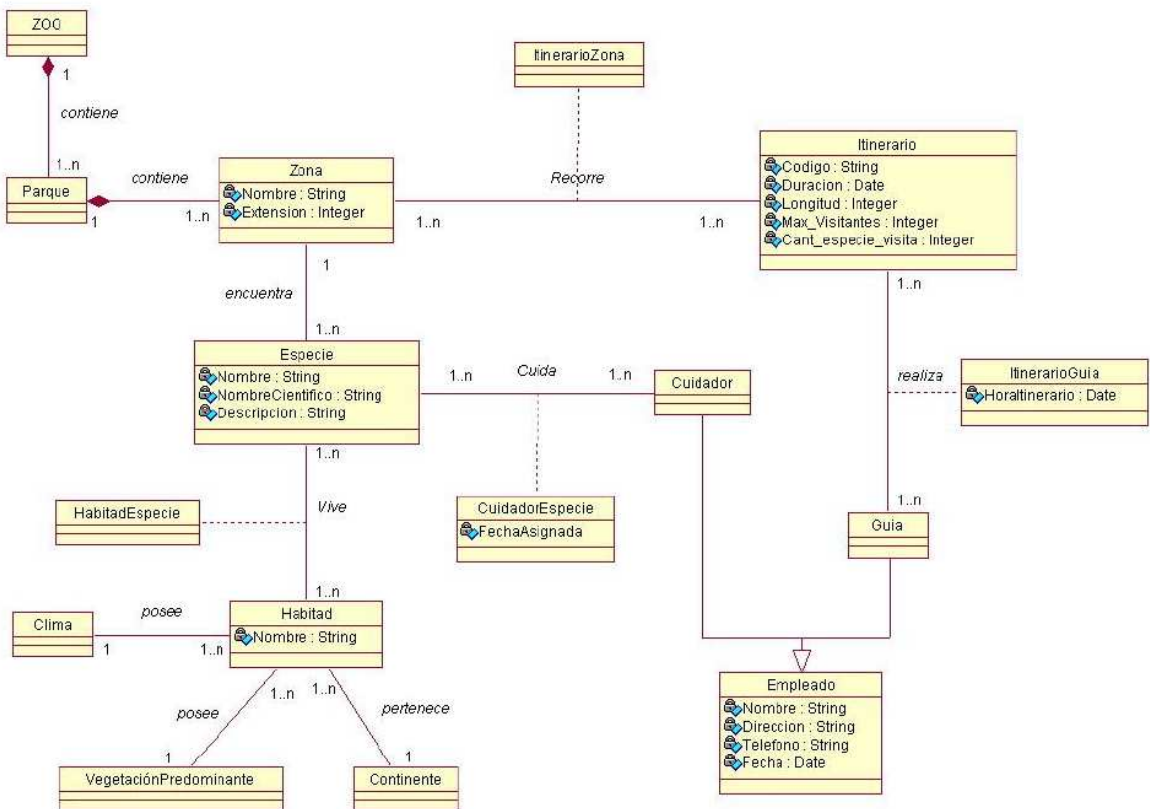 ZOO
1
contiene
1..n
Parque
1
contiene
1..n
Zona
Nombre : String
Extension : Integer
1..n
Recorre
1..n
ItinerarioZona
Itinerario
Codigo : String
Duracion : Date
Longitud : Integer
Max_Visitantes : Integer
Cant_especie_visita : Integer
1
encuentra
1..n
Especie
Nombre : String
NombreCientifico : String
Descripcion : String
1..n
Cuida
1..n
Cuidador
CuidadorEspecie
FechaAsignada
1..n
realiza
ItinerarioGuia
HoraItinerario : Date
1..n
Guia
1..n
Vive
HabitadEspecie
1..n
Habitad
Nombre : String
Clima
posee
1
1..n
1..n
posee
1
VegetaciónPredominante
1..n
pertenece
1
Continente
Empleado
Nombre : String
Direccion : String
Telefono : String
Fecha : Date